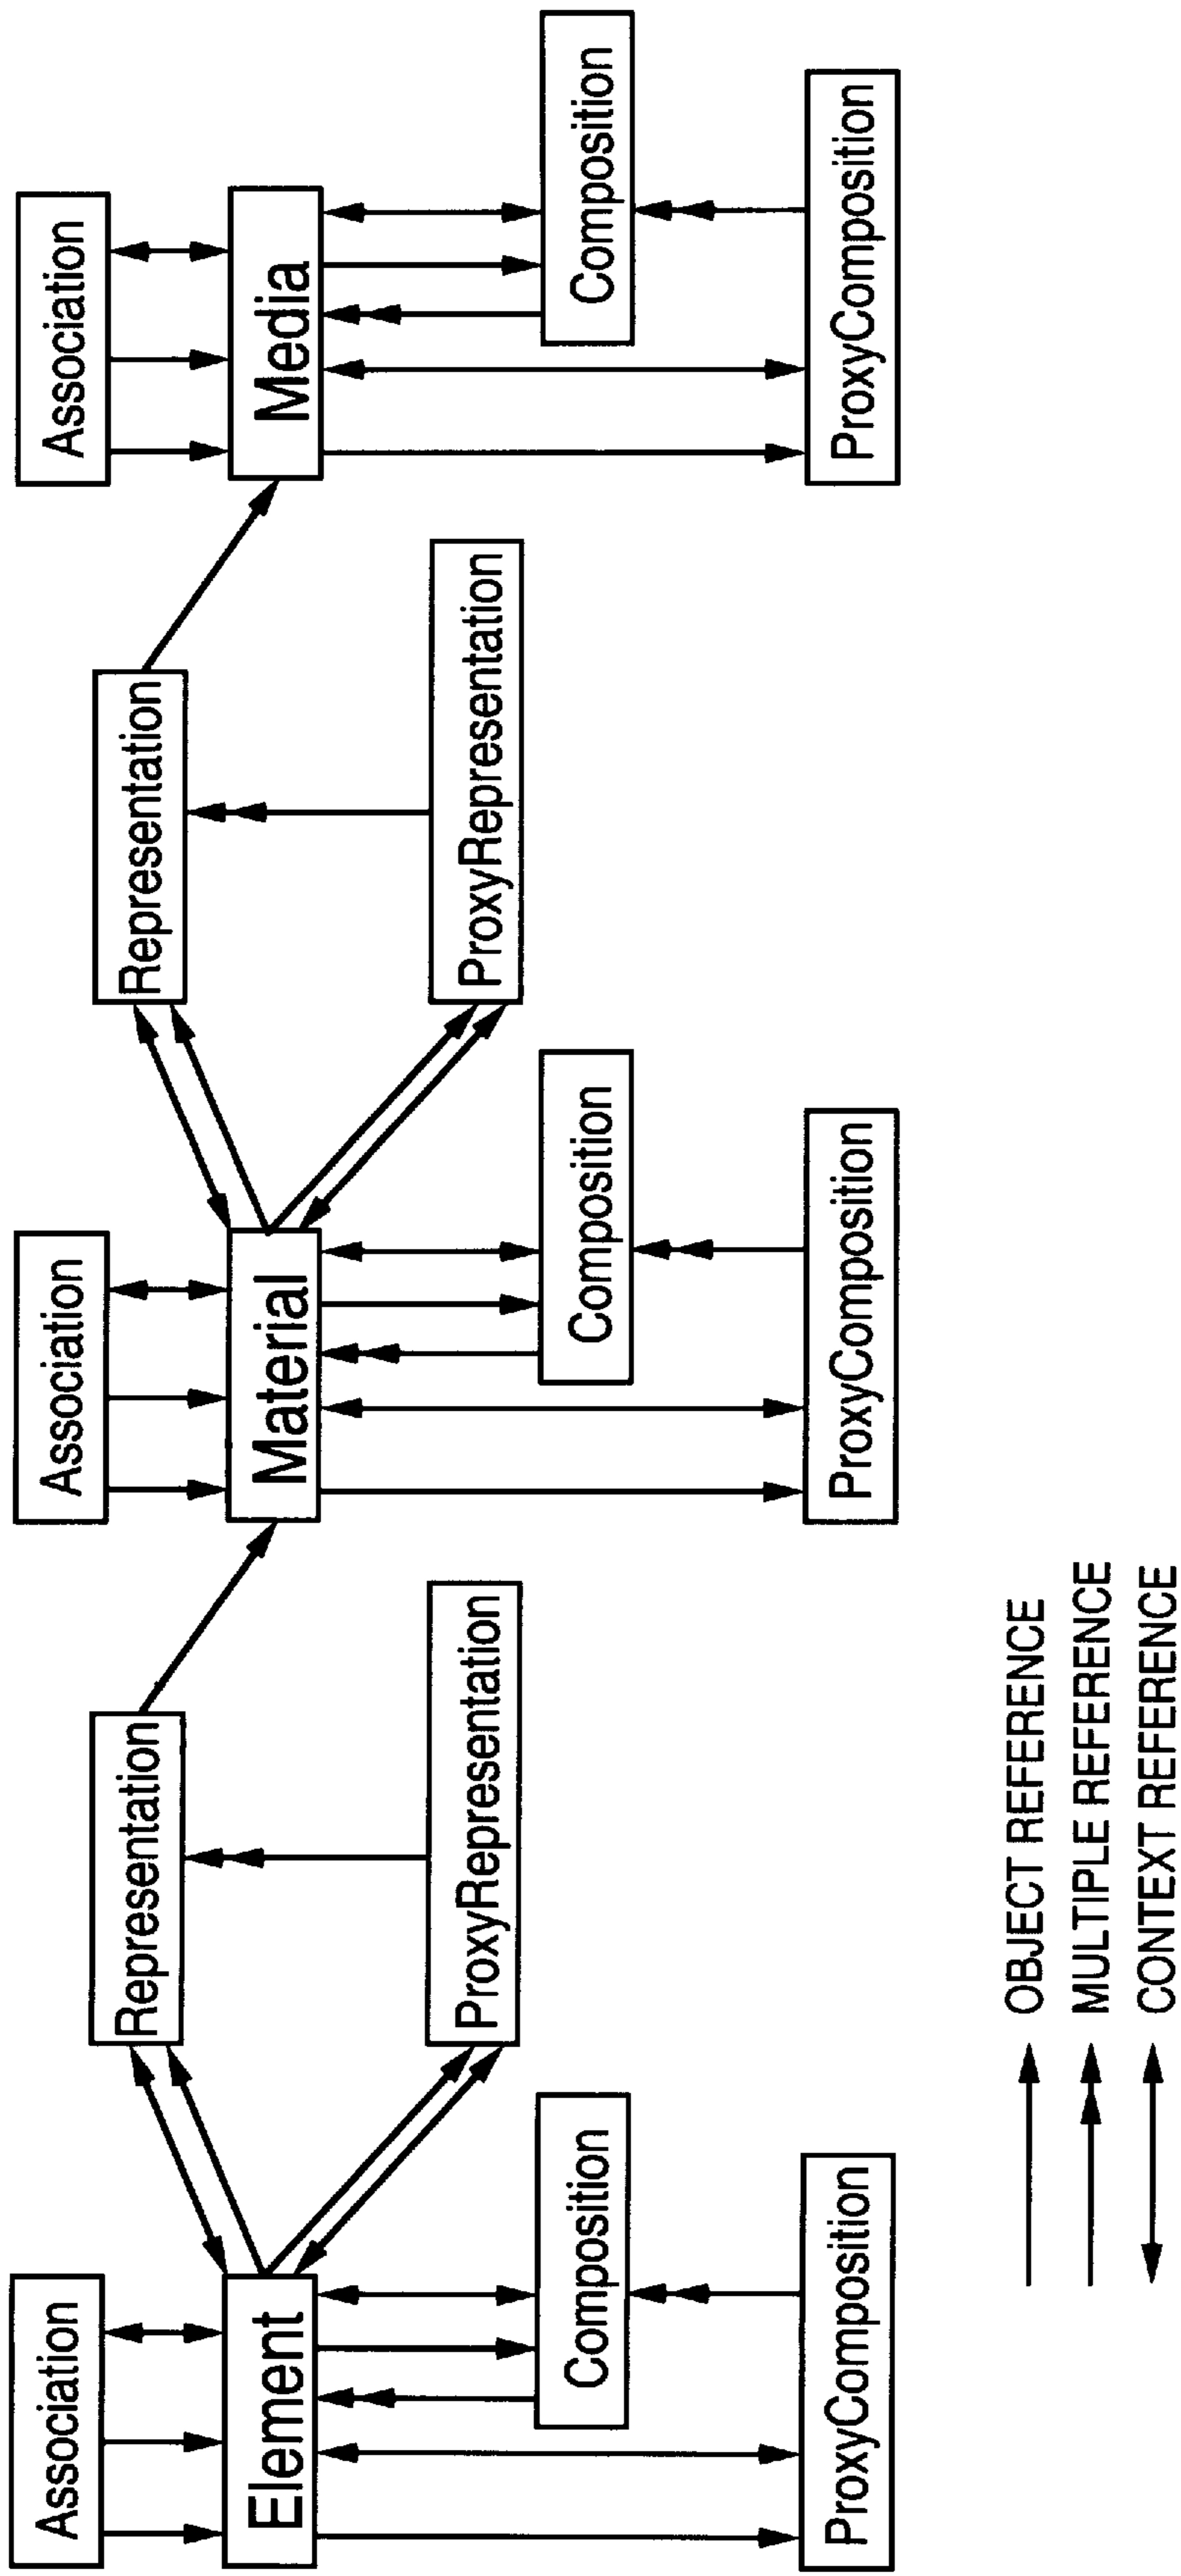 Association
Association
Association
Representation
Representation
Element
Material
Media
ProxyRepresentation
ProxyRepresentation
Composition
Composition
Composition
ProxyComposition
ProxyComposition
ProxyComposition
OBJECT REFERENCE
MULTIPLE REFERENCE
CONTEXT REFERENCE